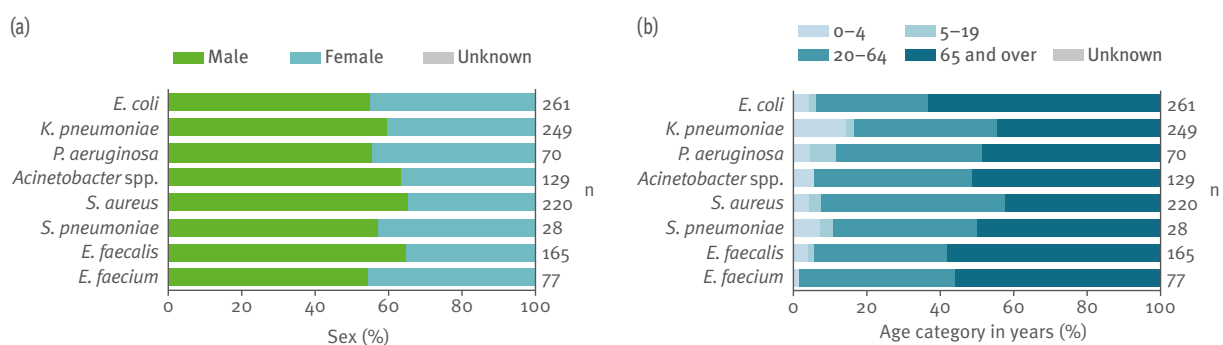 (a)
Male Female Unknown
E. coli 261
K. pneumoniae 249
P. aeruginosa 70
Acinetobacter spp. 129
n
S. aureus 220
S. pneumoniae 28
E. faecalis 165
E. faecium 77
0 20 40 60 80 100
Sex (%)
(b)
0–4 5–19
20–64 65 and over Unknown
E. coli 261
K. pneumoniae 249
P. aeruginosa 70
Acinetobacter spp. 129
n
S. aureus 220
S. pneumoniae 28
E. faecalis 165
E. faecium 77
0 20 40 60 80 100
Age category in years (%)